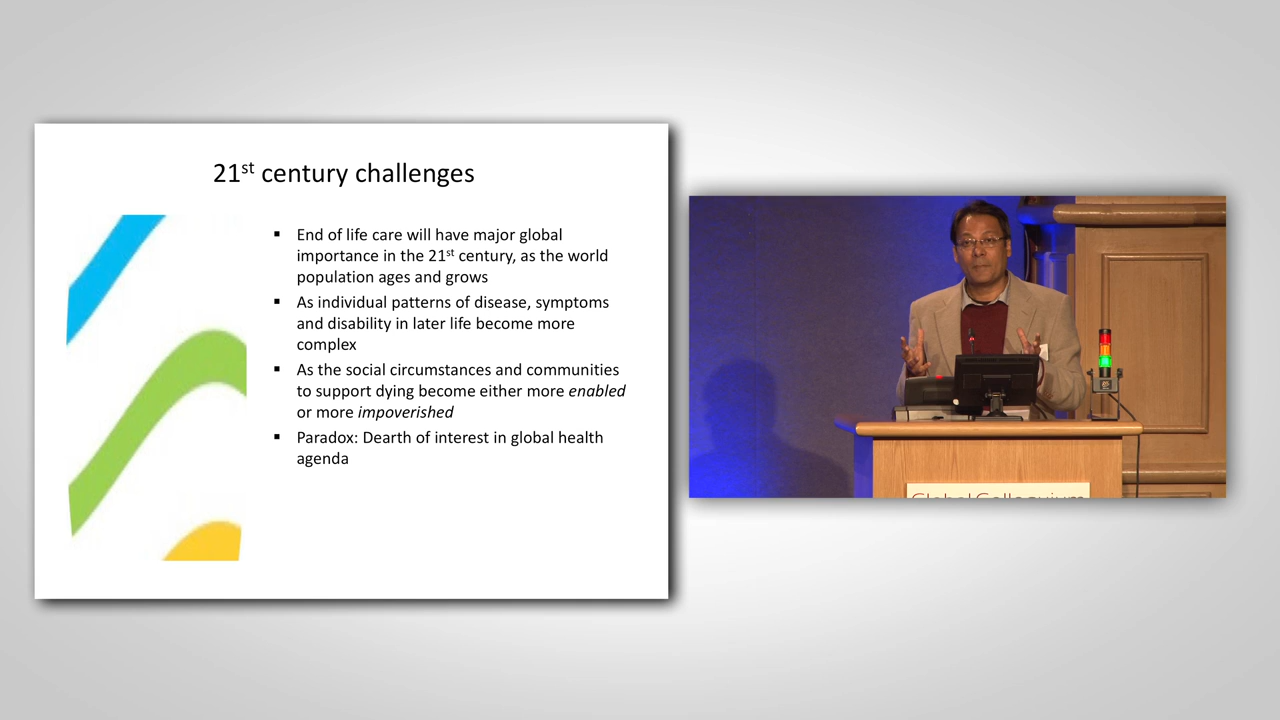 21st century challenges
▪ End of life care will have major global
importance in the 21st century, as the world
population ages and grows
▪ As individual patterns of disease, symptoms
and disability in later life become more
complex
▪ As the social circumstances and communities
to support dying become either more enabled
or more impoverished
▪ Paradox: Dearth of interest in global health
agenda
Global Colloquium